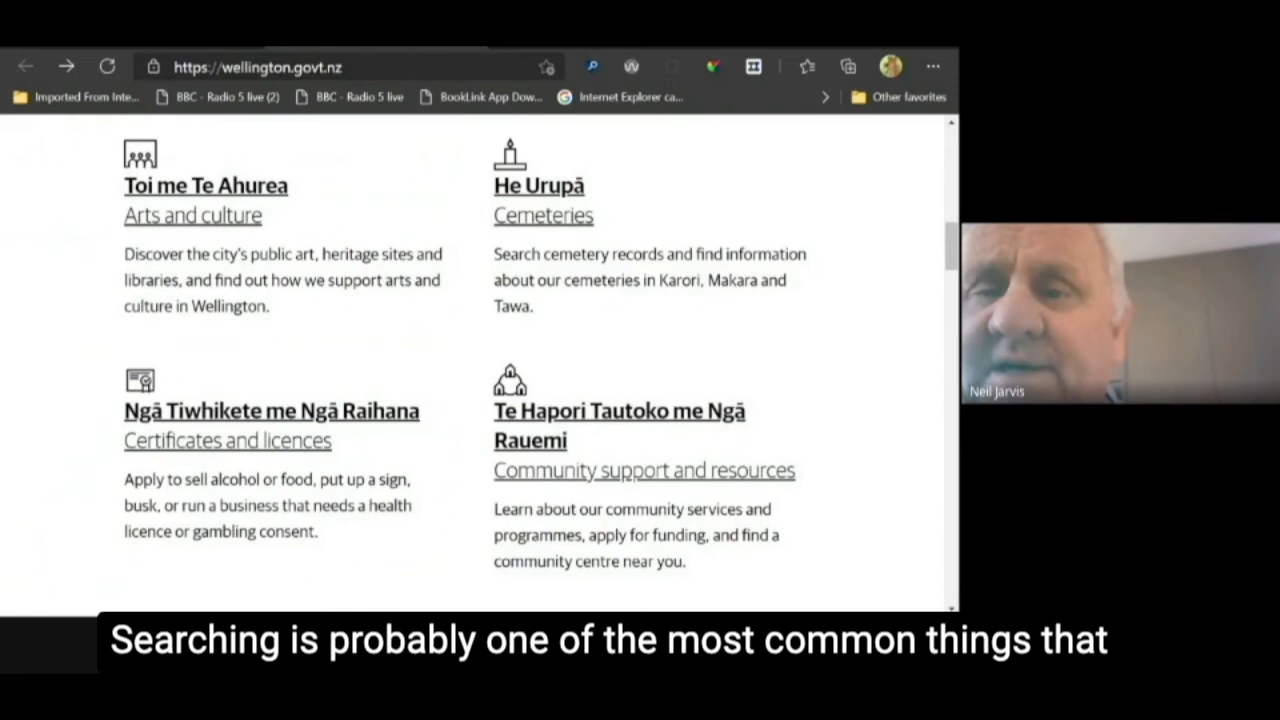 https://wellington.govt.nz
Imported From Inte...
BBC - Radio 5 live (2)
BBC - Radio 5 live
BookLink App Dow...
Internet Explorer ca...
Other favorites
Toi me Te Ahurea
Arts and culture
Discover the city's public art, heritage sites and
libraries, and find out how we support arts and
culture in Wellington.
He Urupā
Cemeteries
Search cemetery records and find information
about our cemeteries in Karori, Makara and
Tawa.
Ngā Tiwhikete me Ngā Raihana
Certificates and licences
Apply to sell alcohol or food, put up a sign,
busk, or run a business that needs a health
licence or gambling consent.
Te Hapori Tautoko me Ngā
Rauemi
Community support and resources
Learn about our community services and
programmes, apply for funding, and find a
community centre near you.
Neil Jarvis
Searching is probably one of the most common things that